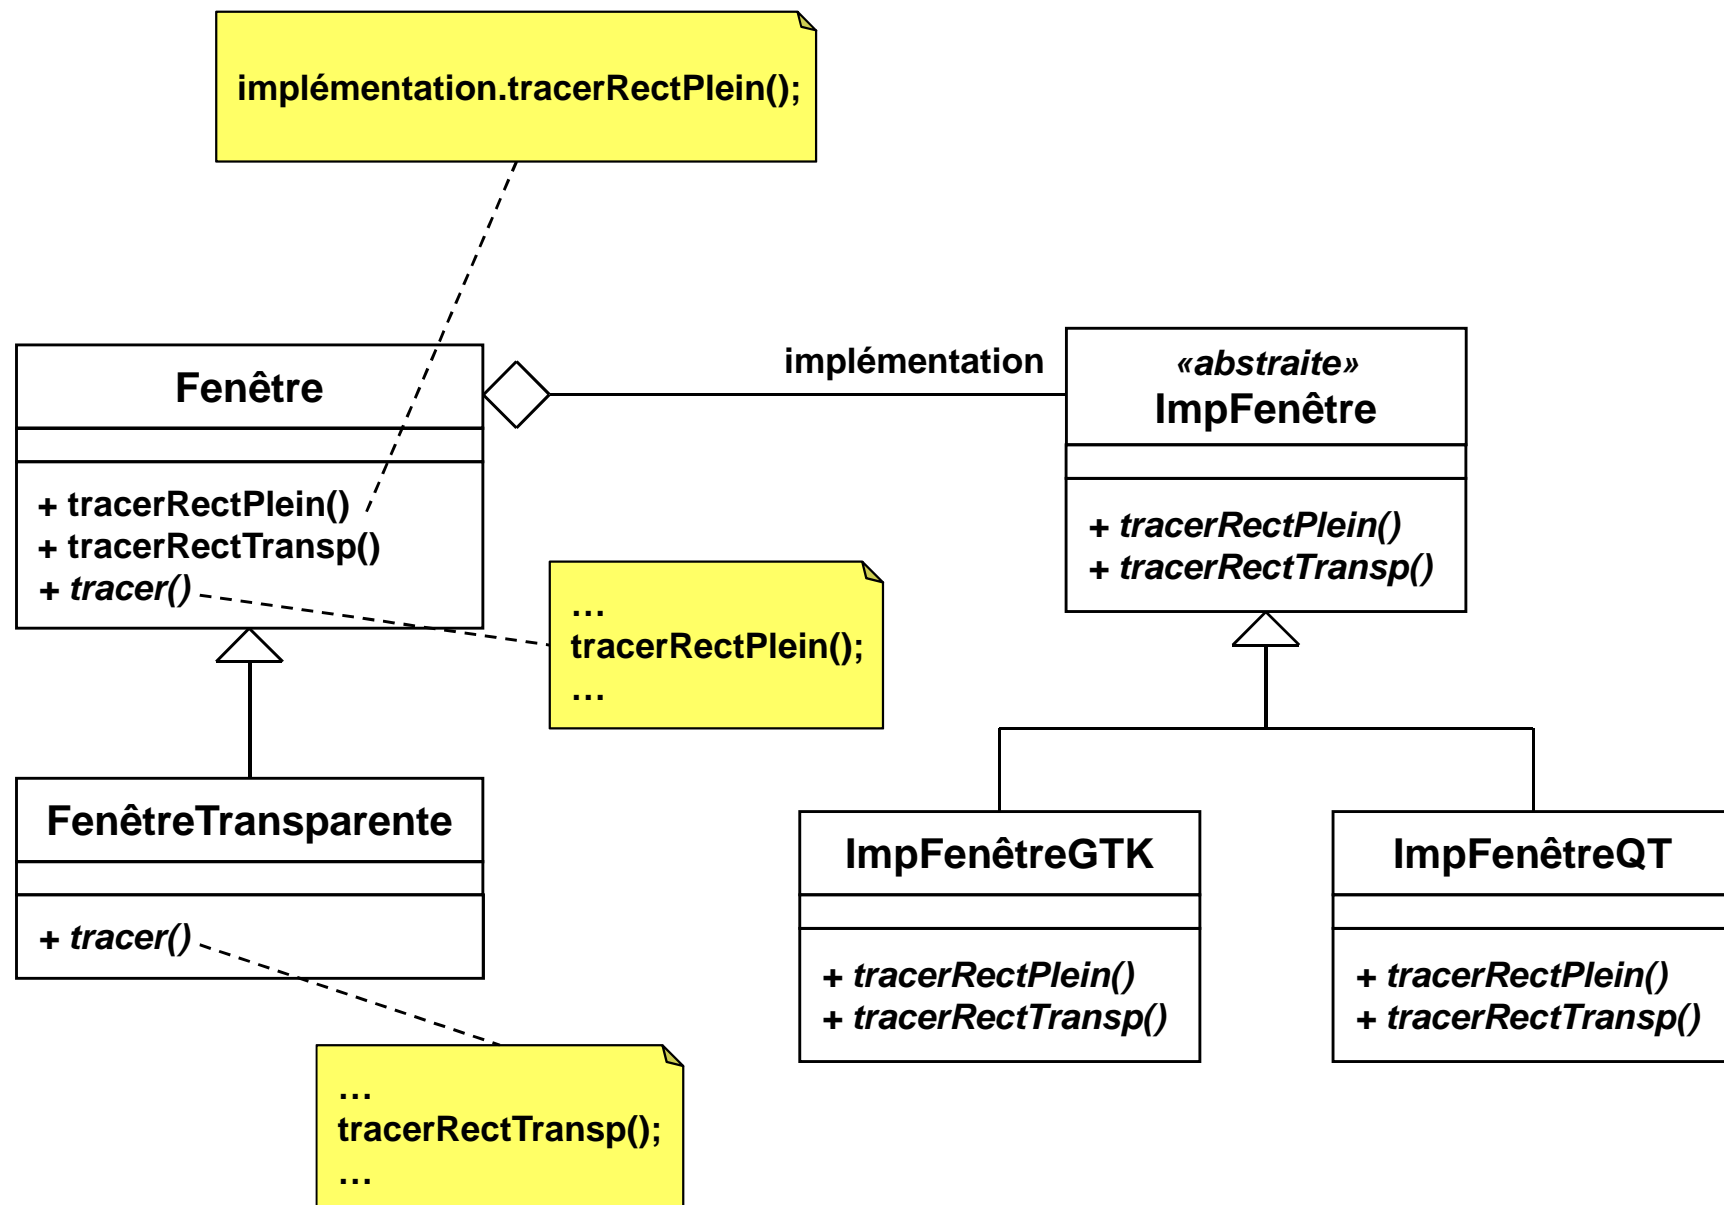 implémentation.tracerRectPlein();
Fenêtre
+ tracerRectPlein()
+ tracerRectTransp()
+ tracer()
implémentation
«abstraite»
ImpFenêtre
+ tracerRectPlein()
+ tracerRectTransp()
…
tracerRectPlein();
…
FenêtreTransparente
+ tracer()
…
tracerRectTransp();
…
ImpFenêtreGTK
+ tracerRectPlein()
+ tracerRectTransp()
ImpFenêtreQT
+ tracerRectPlein()
+ tracerRectTransp()